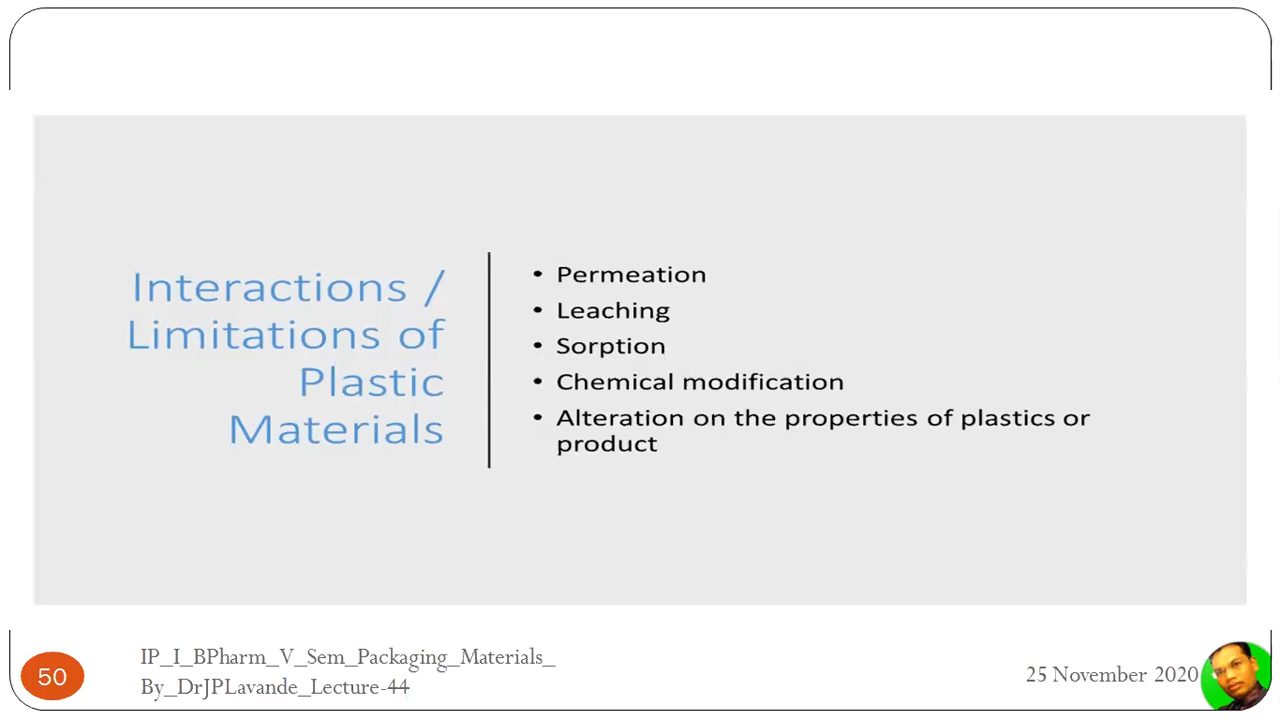 Interactions /
Limitations of
Plastic
Materials
• Permeation
• Leaching
• Sorption
• Chemical modification
• Alteration on the properties of plastics or
product
50
IP_I_BPharm_V_Sem_Packaging_Materials_
By_DrJPLavande_Lecture-44
25 November 2020